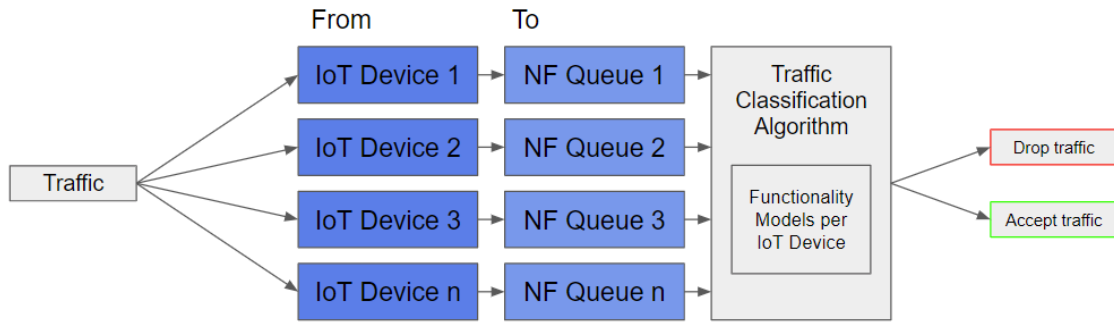 From
To
IoT Device 1
NF Queue 1
IoT Device 2
NF Queue 2
IoT Device 3
NF Queue 3
IoT Device n
NF Queue n
Traffic
Traffic
Classification
Algorithm
Functionality
Models per
IoT Device
Drop traffic
Accept traffic